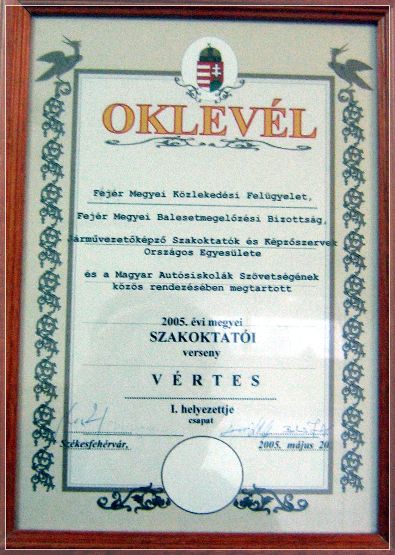 OKLEVÉL
Fejér Megyei Közlekedési Felügyelet,
Fejér Megyei Balesetmegelőzési Bizottság,
Járművezetőképző Szakoktatók és Képzőszervek
Országos Egyesülete
és a Magyar Autósiskolák Szövetségének
közös rendezésében megtartott
2005. évi megyei
SZAKOKTATÓI
verseny
VÉRTES
I. helyezettje
csapat
Székesfehérvár,
2005. május 20